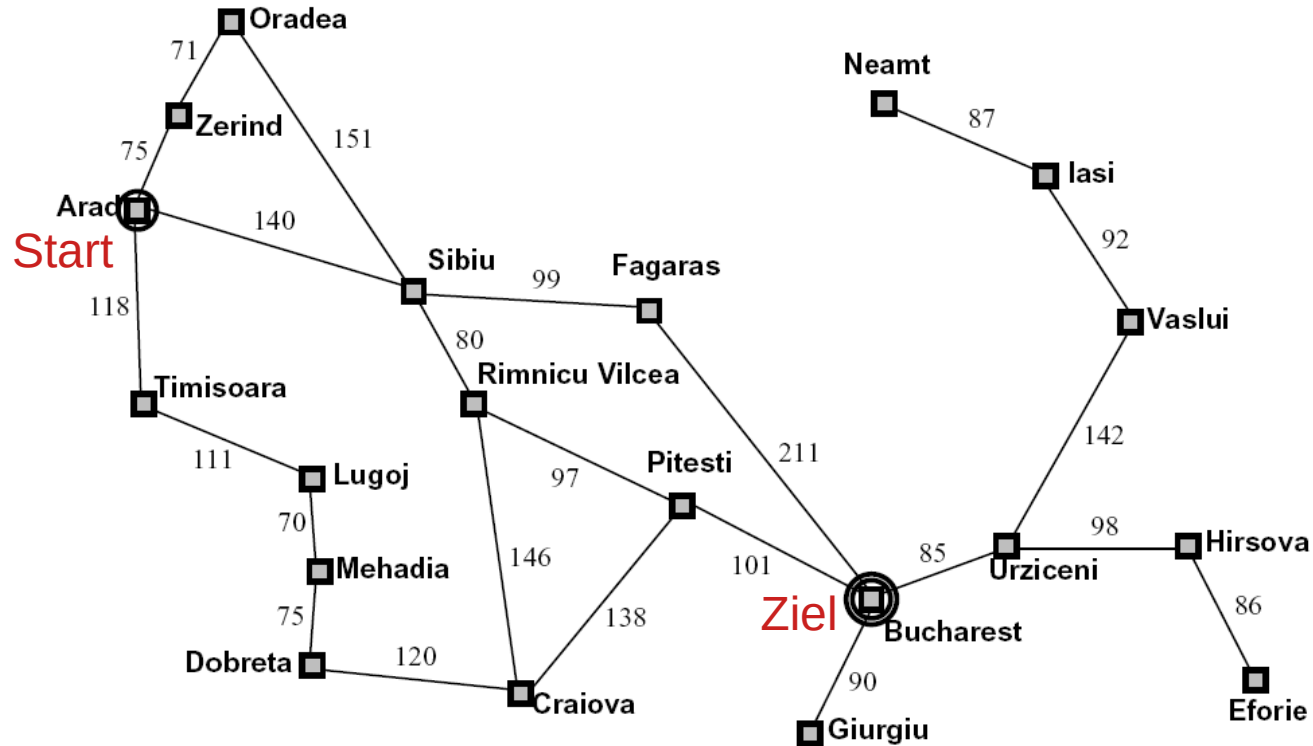 Oradea
71
Neamt
Zerind
87
75
151
Iasi
Arad
140
92
Start
Sibiu
Fagaras
99
118
Vaslui
80
Rimnicu Vilcea
Timisoara
142
211
111
Pitesti
Lugoj
97
70
98
Hirsova
146
101
85
Mehadia
Urziceni
75
138
Ziel
86
Bucharest
Dobreta
120
90
Craiova
Giurgiu
Eforie